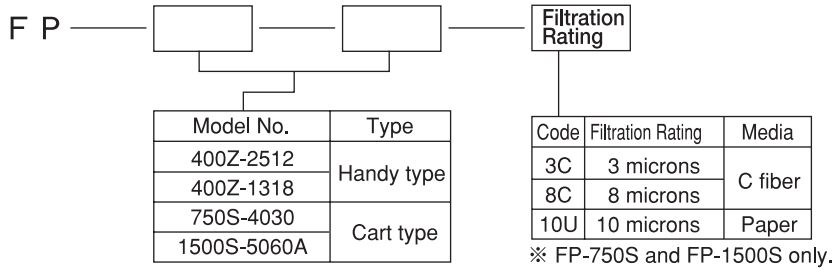 F P
Filtration
Rating
Model No. Type
400Z-2512 Handy type
400Z-1318
750S-4030 Cart type
1500S-5060A
Code Filtration Rating Media
3C 3 microns C fiber
8C 8 microns
10U 10 microns Paper
※ FP-750S and FP-1500S only.